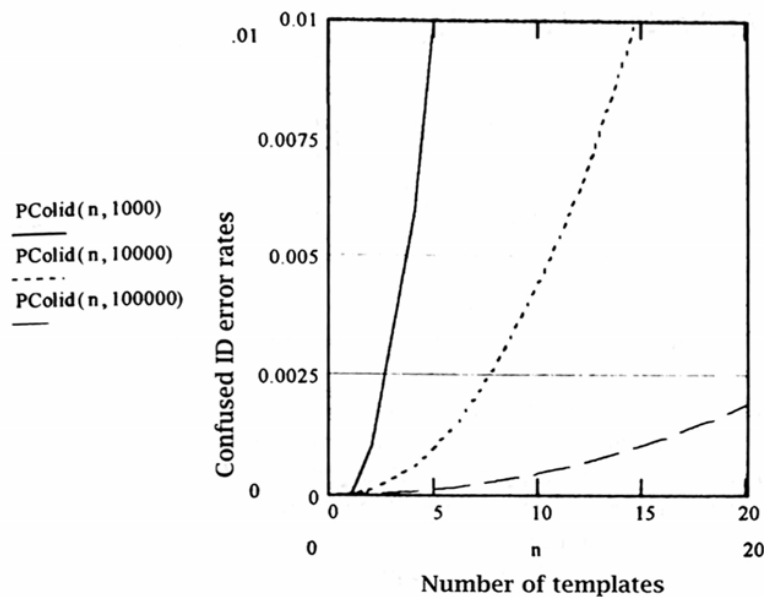 0.01
.01
0.0075
PColid(n,1000)
PColid(n,10000)
PColid(n,100000)
0.005
0.0025
Confused ID error rates
0
0
0
5
10
15
20
0
n
20
Number of templates